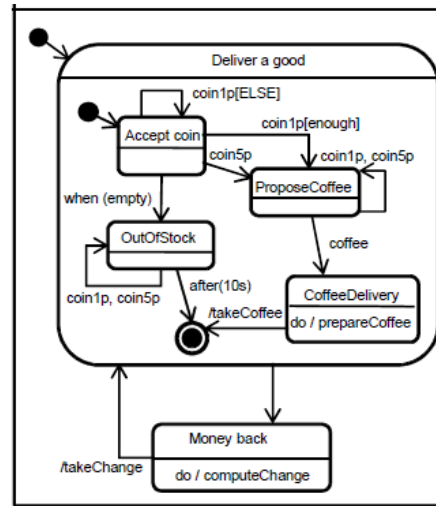 Deliver a good
coin1p[ELSE]
Accept coin
coin1p[enough]
coin5p
coin1p, coin5p
ProposeCoffee
when (empty)
OutOfStock
coffee
coin1p, coin5p
after(10s)
CoffeeDelivery
/takeCoffee
do / prepareCoffee
Money back
/takeChange
do / computeChange